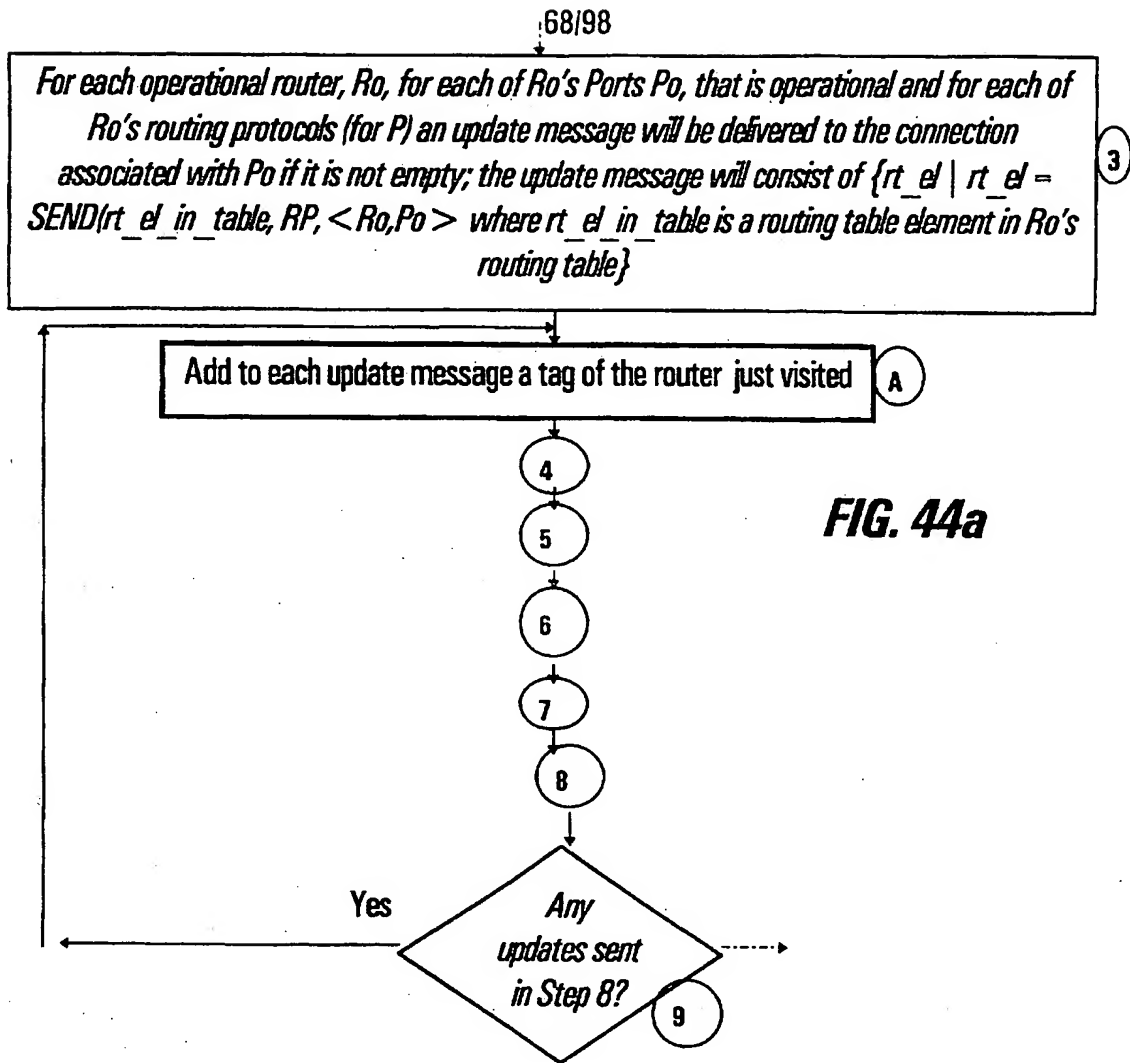 68/98
For each operational router, Ro, for each of Ro's Ports Po, that is operational and for each of
Ro's routing protocols (for P) an update message will be delivered to the connection
associated with Po if it is not empty; the update message will consist of {rt_el | rt_el =
SEND(rt_el_in_table, RP, <Ro,Po> where rt_el_in_table is a routing table element in Ro's
routing table}
3
Add to each update message a tag of the router just visited
A
4
5
FIG. 44a
6
7
8
Yes
Any
updates sent
in Step 8?
9